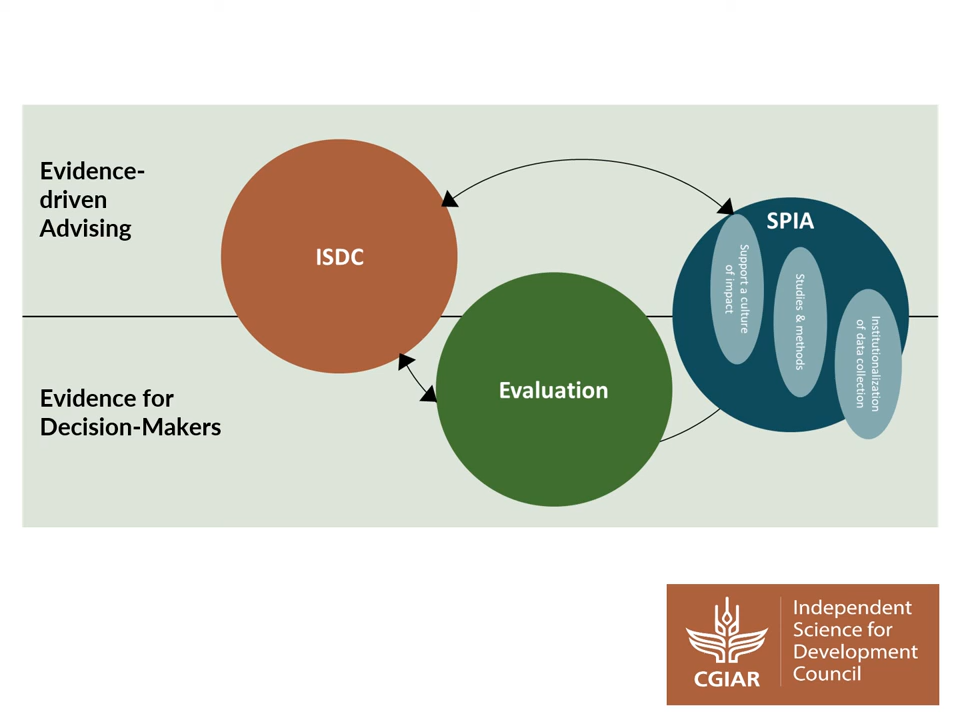 Evidence-
driven
Advising
ISDC
SPIA
Support a culture
of impact
Studies & methods
Institutionalization
of data collection
Evaluation
Evidence for
Decision-Makers
CGIAR
Independent
Science for
Development
Council